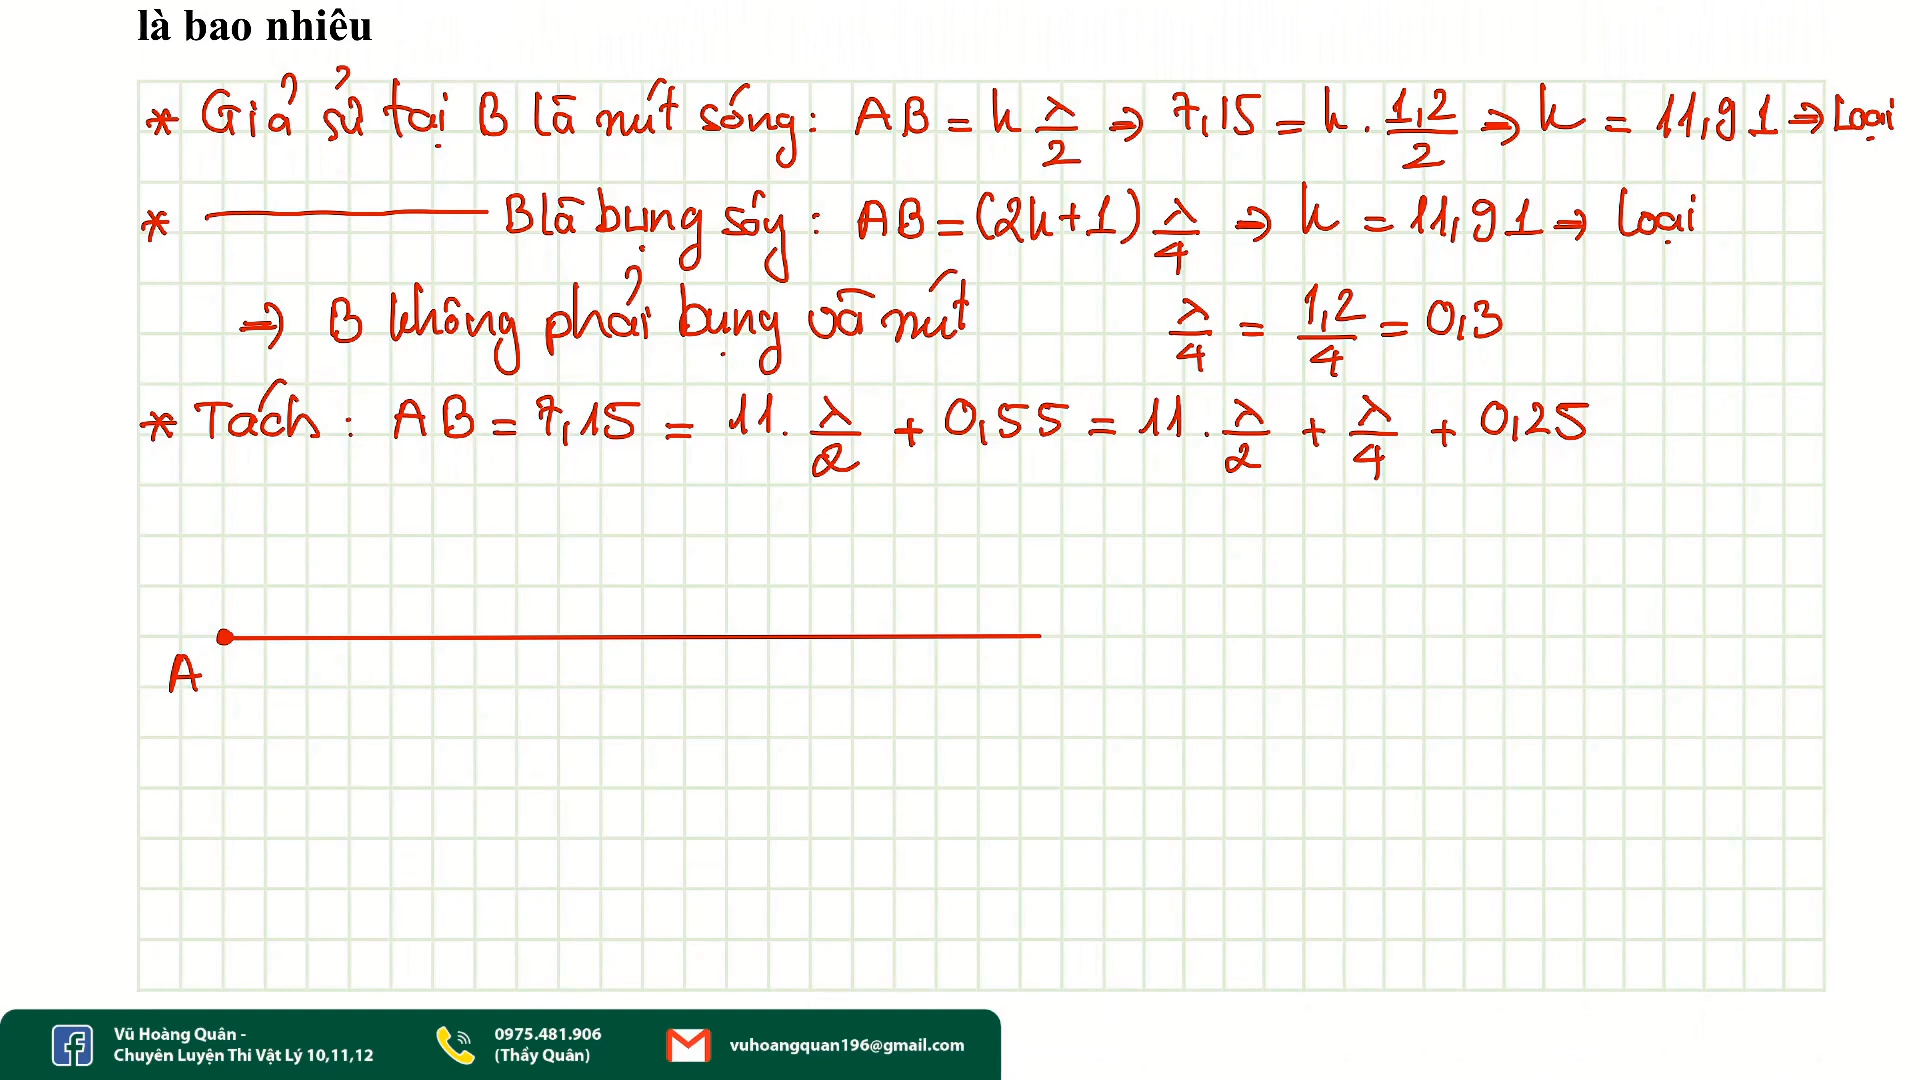 là bao nhiêu
* Giả sử tại B là nút sóng: AB = k λ/2 ⇒ 7,15 = k . 1,2/2 ⇒ k = 11,91 ⇒ Loại
* ——— B là bụng sóng : AB = (2k+1) λ/4 ⇒ k = 11,91 ⇒ Loại
⇒ B không phải bụng và nút λ/4 = 1,2/4 = 0,3
* Tách : AB = 7,15 = 11 . λ/2 + 0,55 = 11 . λ/2 + λ/4 + 0,25
A
Vũ Hoàng Quân -
Chuyên Luyện Thi Vật Lý 10,11,12
0975.481.906
(Thầy Quân)
vuhoangquan196@gmail.com